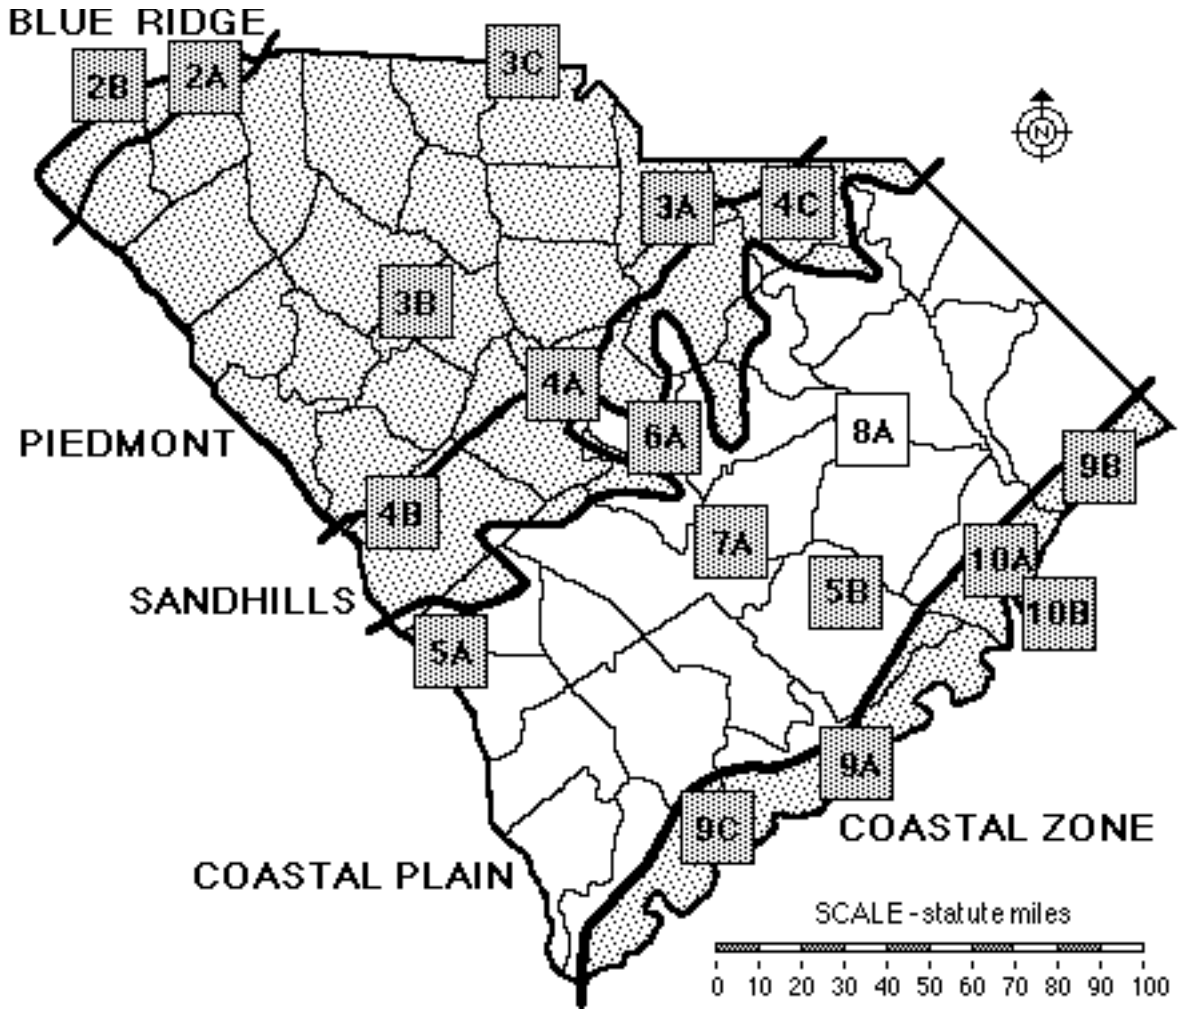 BLUE RIDGE
2B
2A
3C
N
3A
4C
3B
4A
6A
8A
PIEDMONT
9B
4B
7A
10A
SANDHILLS
5B
10B
5A
9A
9C
COASTAL ZONE
COASTAL PLAIN
SCALE - statute miles
0 10 20 30 40 50 60 70 80 90 100